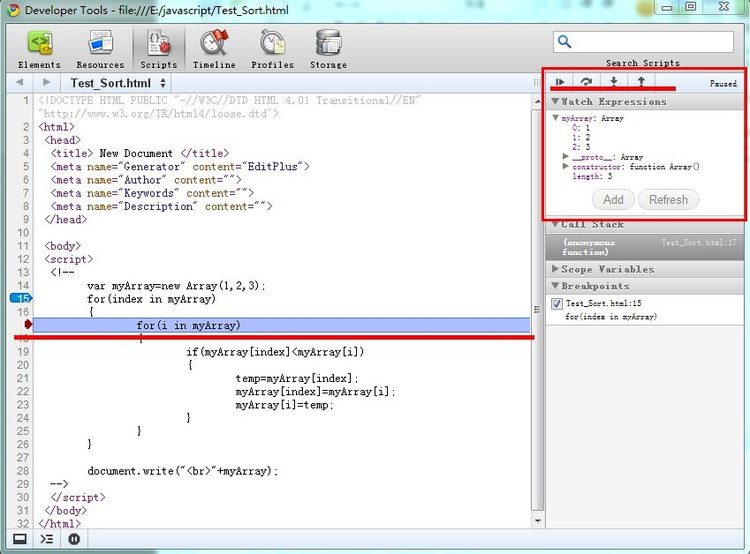 Developer Tools - file:///E:/javascript/Test_Sort.html
Elements Resources Scripts Timeline Profiles Storage
Search Scripts
Test_Sort.html
Paused
1 <!DOCTYPE HTML PUBLIC "-//W3C//DTD HTML 4.01 Transitional//EN"
"http://www.w3.org/TR/html4/loose.dtd">
2 <html>
3 <head>
4 <title> New Document </title>
5 <meta name="Generator" content="EditPlus">
6 <meta name="Author" content="">
7 <meta name="Keywords" content="">
8 <meta name="Description" content="">
9 </head>
10
11 <body>
12 <script>
13 <!--
14 var myArray=new Array(1,2,3);
15 for(index in myArray)
16 {
for(i in myArray)
{
19 if(myArray[index]<myArray[i])
20 {
21 temp=myArray[index];
22 myArray[index]=myArray[i];
23 myArray[i]=temp;
24 }
25 }
26 }
27
28 document.write("<br>"+myArray);
29 -->
30 </script>
31 </body>
32 </html>
Watch Expressions
myArray: Array
0: 1
1: 2
2: 3
__proto__: Array
constructor: function Array()
length: 3
Add Refresh
Call Stack
(anonymous function) Test_Sort.html:17
Scope Variables
Breakpoints
Test_Sort.html:15
for(index in myArray)